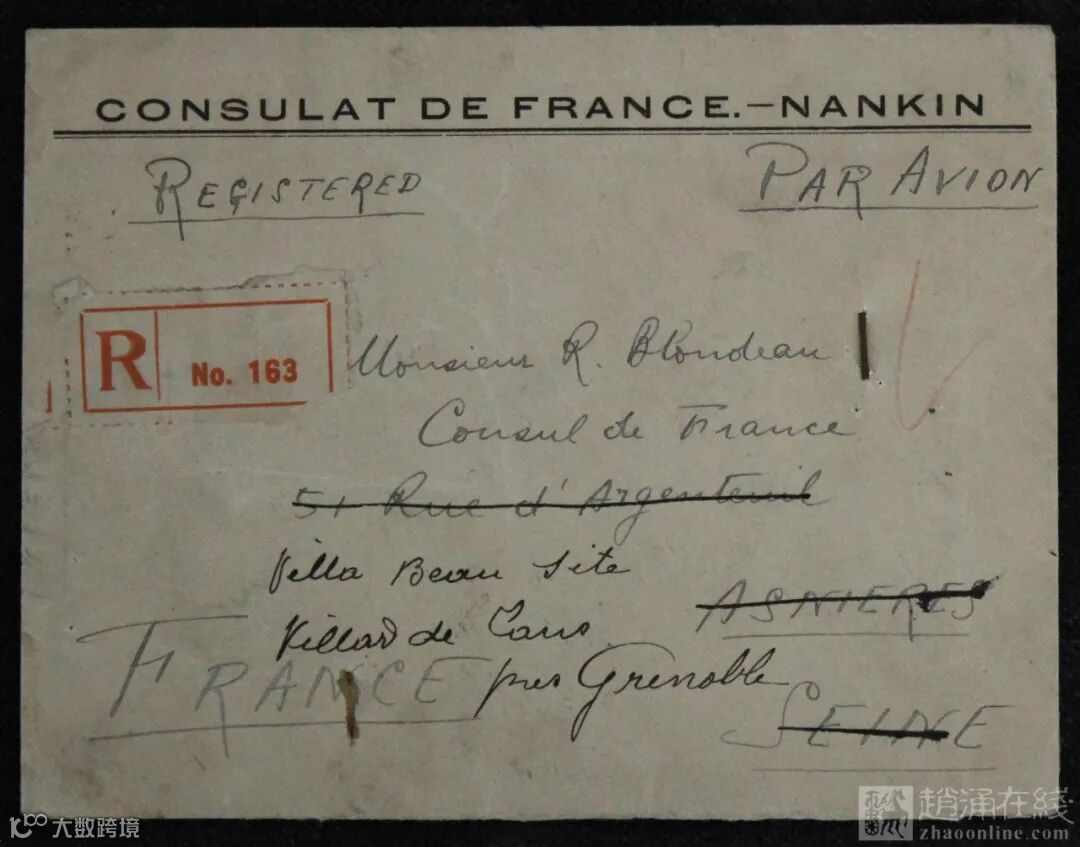 CONSULAT DE FRANCE.—NANKIN
REGISTERED
PAR AVION
R No. 163
Monsieur R. Blondeau
Consul de France
51 Rue d'Argenteuil
Villa Beau Site
ASNIERES
Villard de Lans
FRANCE
près Grenoble
SEINE
大数跨境
趙涌在線
zhaoonline.com